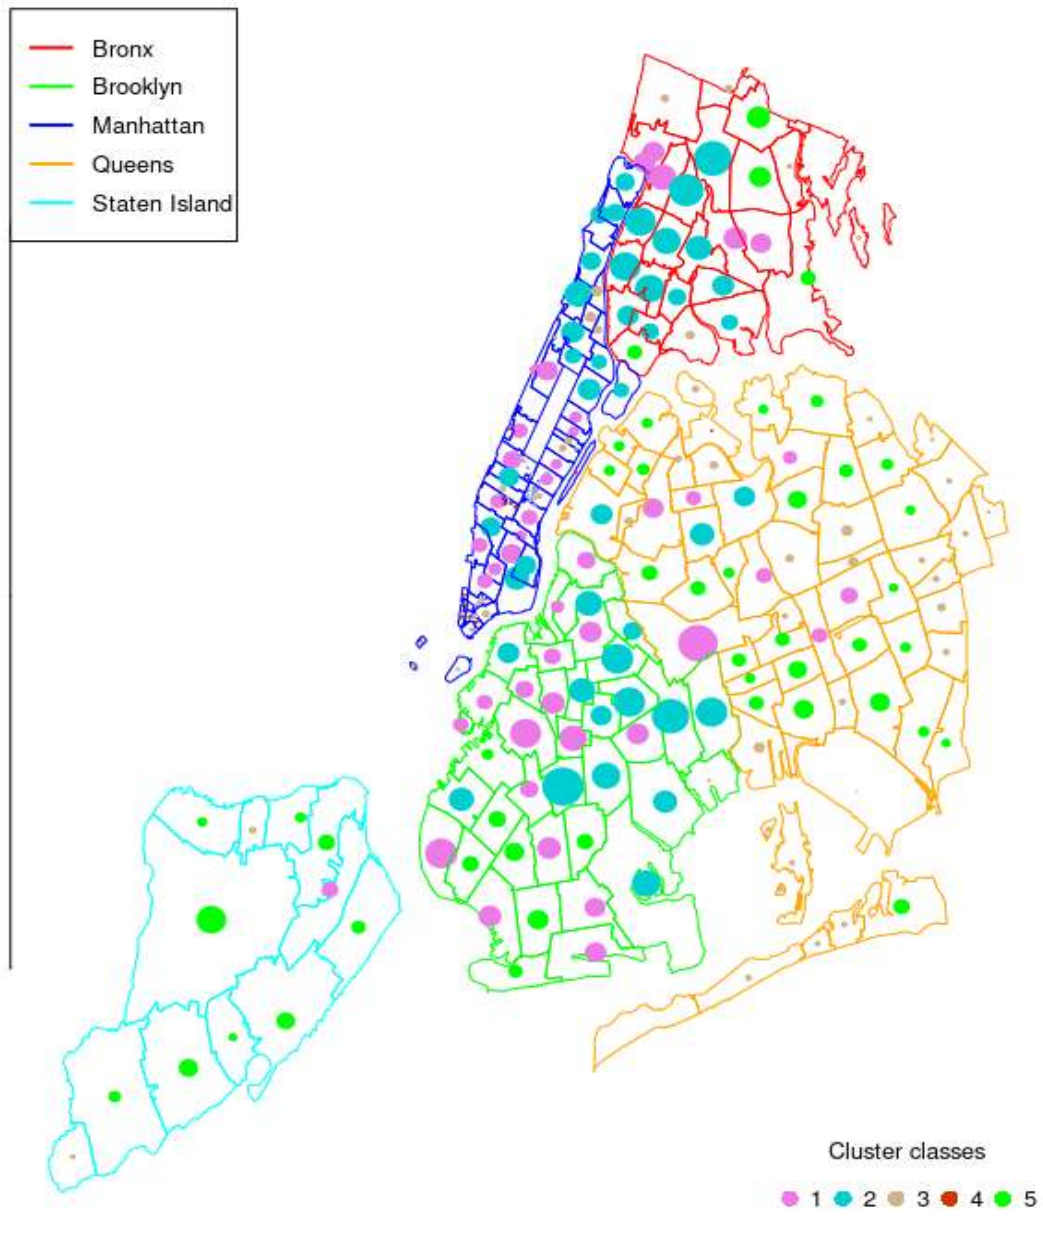 Bronx
Brooklyn
Manhattan
Queens
Staten Island
Cluster classes
1 2 3 4 5